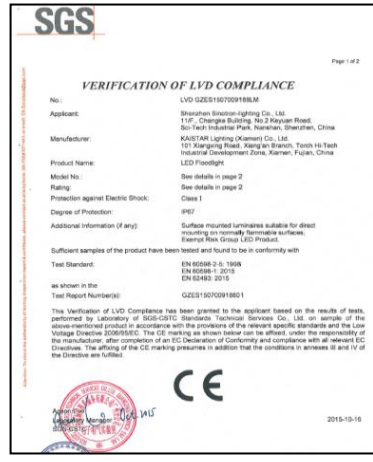 SGS
Page 1 of 2
VERIFICATION OF LVD COMPLIANCE
No.: LVD GZES1507009188LM
Applicant: Shenzhen Sinotron-lighting Co., Ltd.
11/F., Changke Building, No.2 Keyuan Road,
Sci-Tech Industrial Park, Nanshan, Shenzhen, China
Manufacturer: KAISTAR Lighting (Xiamen) Co., Ltd.
101 Xiangxing Road, Xiang'an Branch, Torch Hi-Tech
Industrial Development Zone, Xiamen, Fujian, China
Product Name: LED Floodlight
Model No.: See details in page 2
Rating: See details in page 2
Protection against Electric Shock: Class I
Degree of Protection: IP67
Additional Information (if any): Surface mounted luminaires suitable for direct
mounting on normally flammable surfaces;
Exempt Risk Group LED Product.
Sufficient samples of the product have been tested and found to be in conformity with
Test Standard: EN 60598-2-5: 1998
EN 60598-1: 2015
EN 62493: 2015
as shown in the
Test Report Number(s): GZES150700918801
This Verification of LVD Compliance has been granted to the applicant based on the results of tests,
performed by Laboratory of SGS-CSTC Standards Technical Services Co., Ltd. on sample of the
above-mentioned product in accordance with the provisions of the relevant specific standards and the Low
Voltage Directive 2006/95/EC. The CE marking as shown below can be affixed, under the responsibility of
the manufacturer, after completion of an EC Declaration of Conformity and compliance with all relevant EC
Directives. The affixing of the CE marking presumes in addition that the conditions in annexes III and IV of
the Directive are fulfilled.
CE
Laboratory Manager
SGS-CSTC
2015-10-16